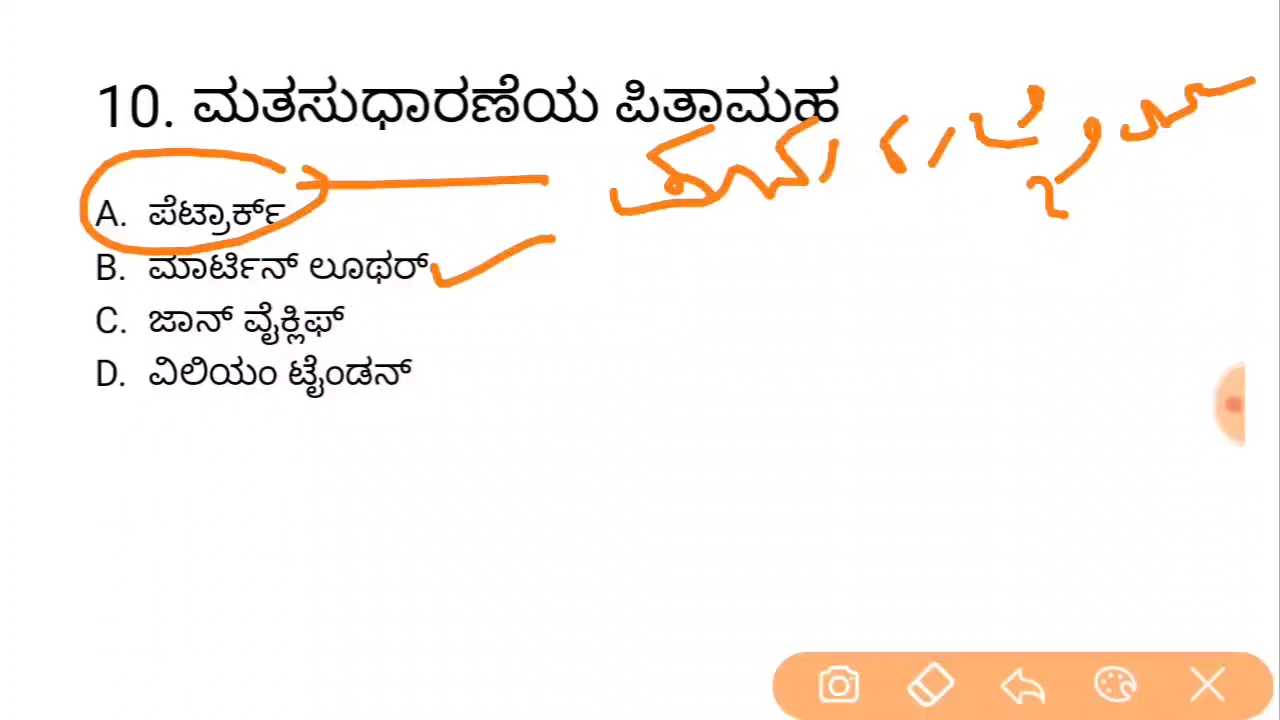 10. ಮತಸುಧಾರಣೆಯ ಪಿತಾಮಹ
A. ಪೆಟ್ರಾರ್ಕ್
B. ಮಾರ್ಟಿನ್ ಲೂಥರ್
C. ಜಾನ್ ವೈಕ್ಲಿಫ್
D. ವಿಲಿಯಂ ಟೈಂಡನ್